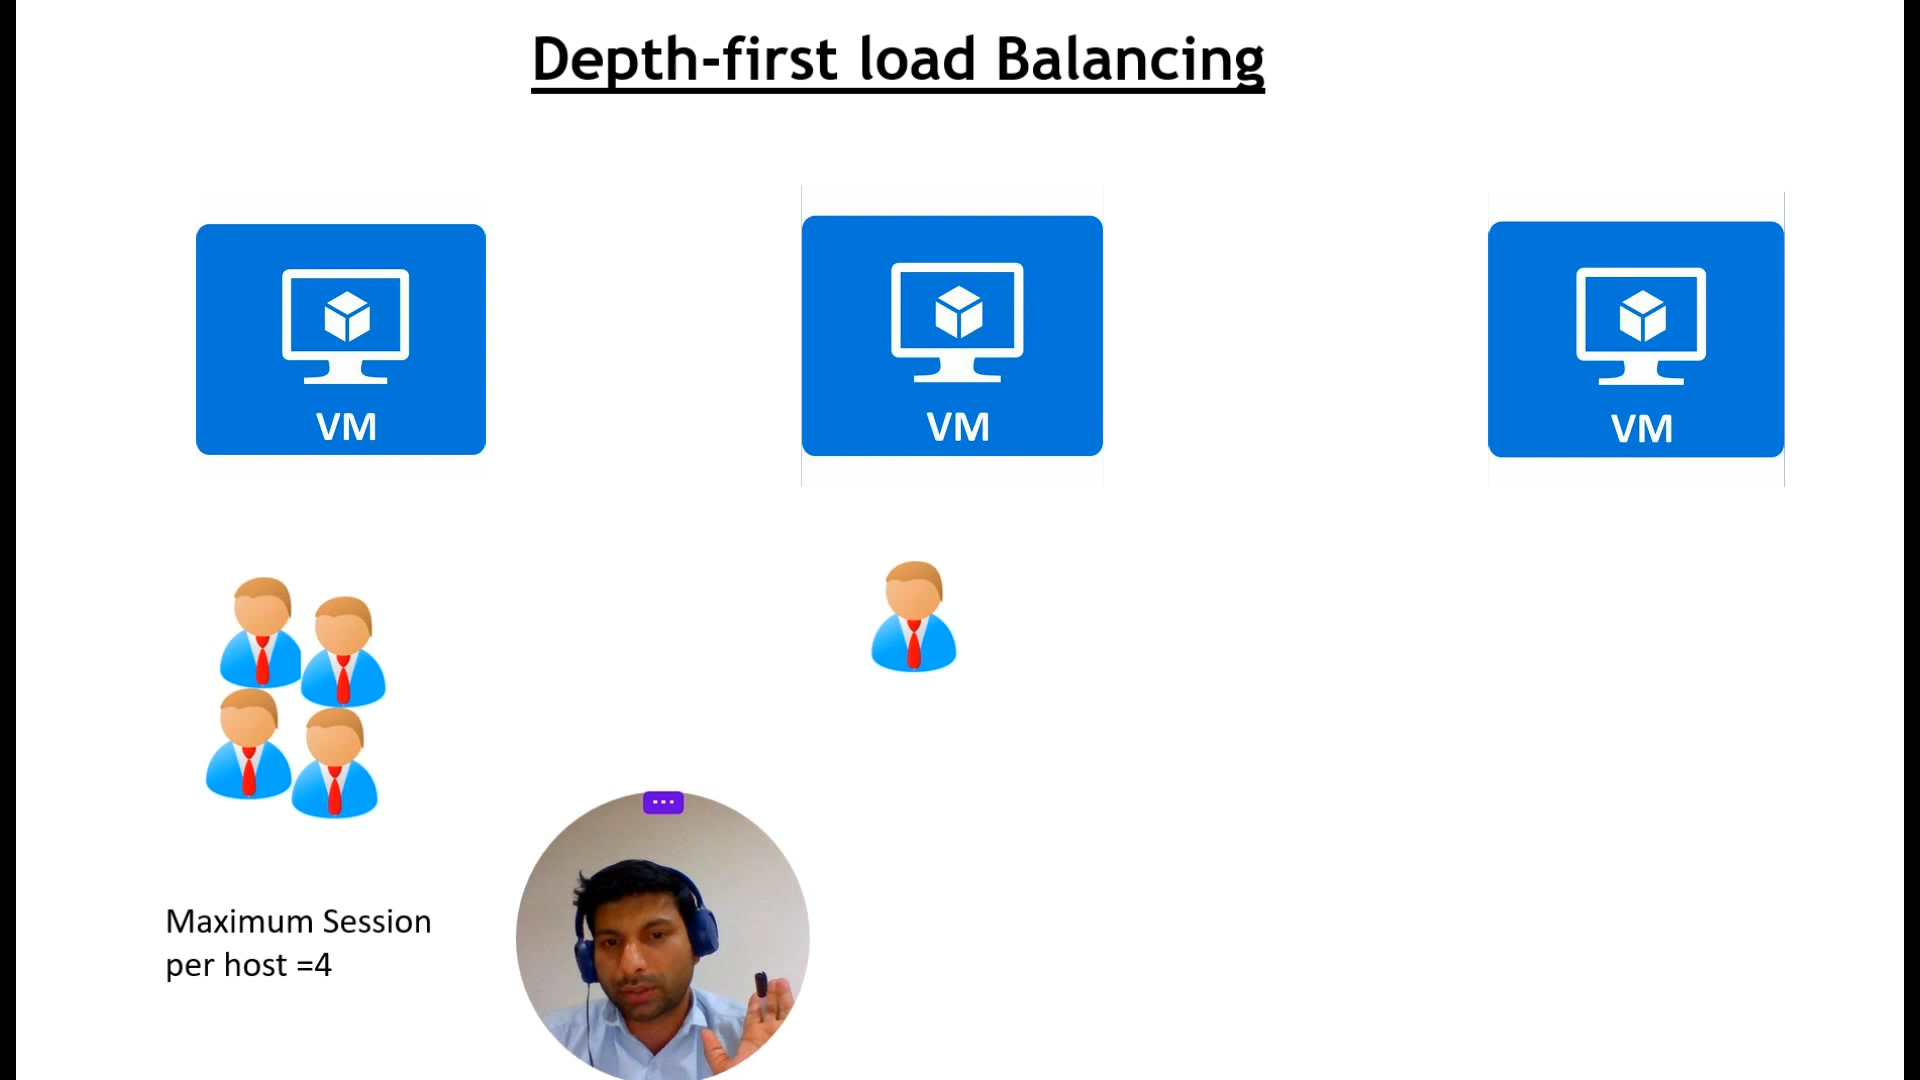 Depth-first load Balancing
VM
VM
VM
Maximum Session
per host =4